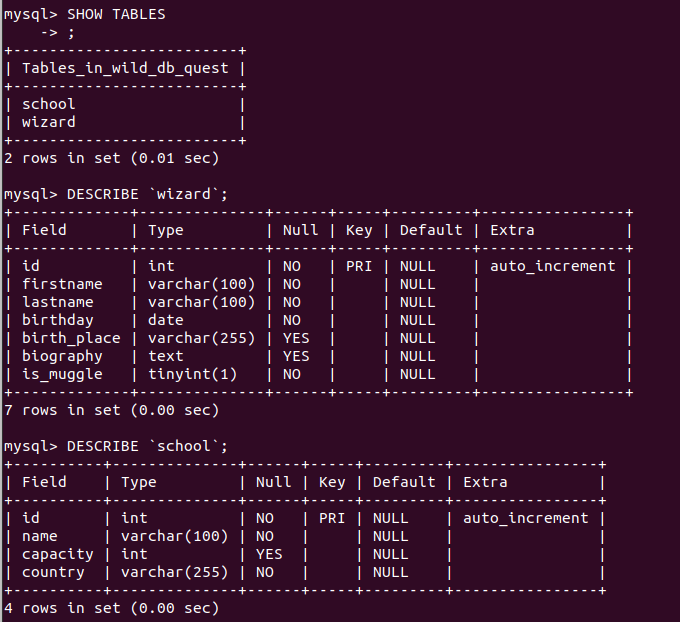 mysql> SHOW TABLES
    -> ;
+-------------------------+
| Tables_in_wild_db_quest |
+-------------------------+
| school                  |
| wizard                  |
+-------------------------+
2 rows in set (0.01 sec)

mysql> DESCRIBE `wizard`;
+-------------+--------------+------+-----+---------+----------------+
| Field       | Type         | Null | Key | Default | Extra          |
+-------------+--------------+------+-----+---------+----------------+
| id          | int          | NO   | PRI | NULL    | auto_increment |
| firstname   | varchar(100) | NO   |     | NULL    |                |
| lastname    | varchar(100) | NO   |     | NULL    |                |
| birthday    | date         | NO   |     | NULL    |                |
| birth_place | varchar(255) | YES  |     | NULL    |                |
| biography   | text         | YES  |     | NULL    |                |
| is_muggle   | tinyint(1)   | NO   |     | NULL    |                |
+-------------+--------------+------+-----+---------+----------------+
7 rows in set (0.00 sec)

mysql> DESCRIBE `school`;
+----------+--------------+------+-----+---------+----------------+
| Field    | Type         | Null | Key | Default | Extra          |
+----------+--------------+------+-----+---------+----------------+
| id       | int          | NO   | PRI | NULL    | auto_increment |
| name     | varchar(100) | NO   |     | NULL    |                |
| capacity | int          | YES  |     | NULL    |                |
| country  | varchar(255) | NO   |     | NULL    |                |
+----------+--------------+------+-----+---------+----------------+
4 rows in set (0.00 sec)